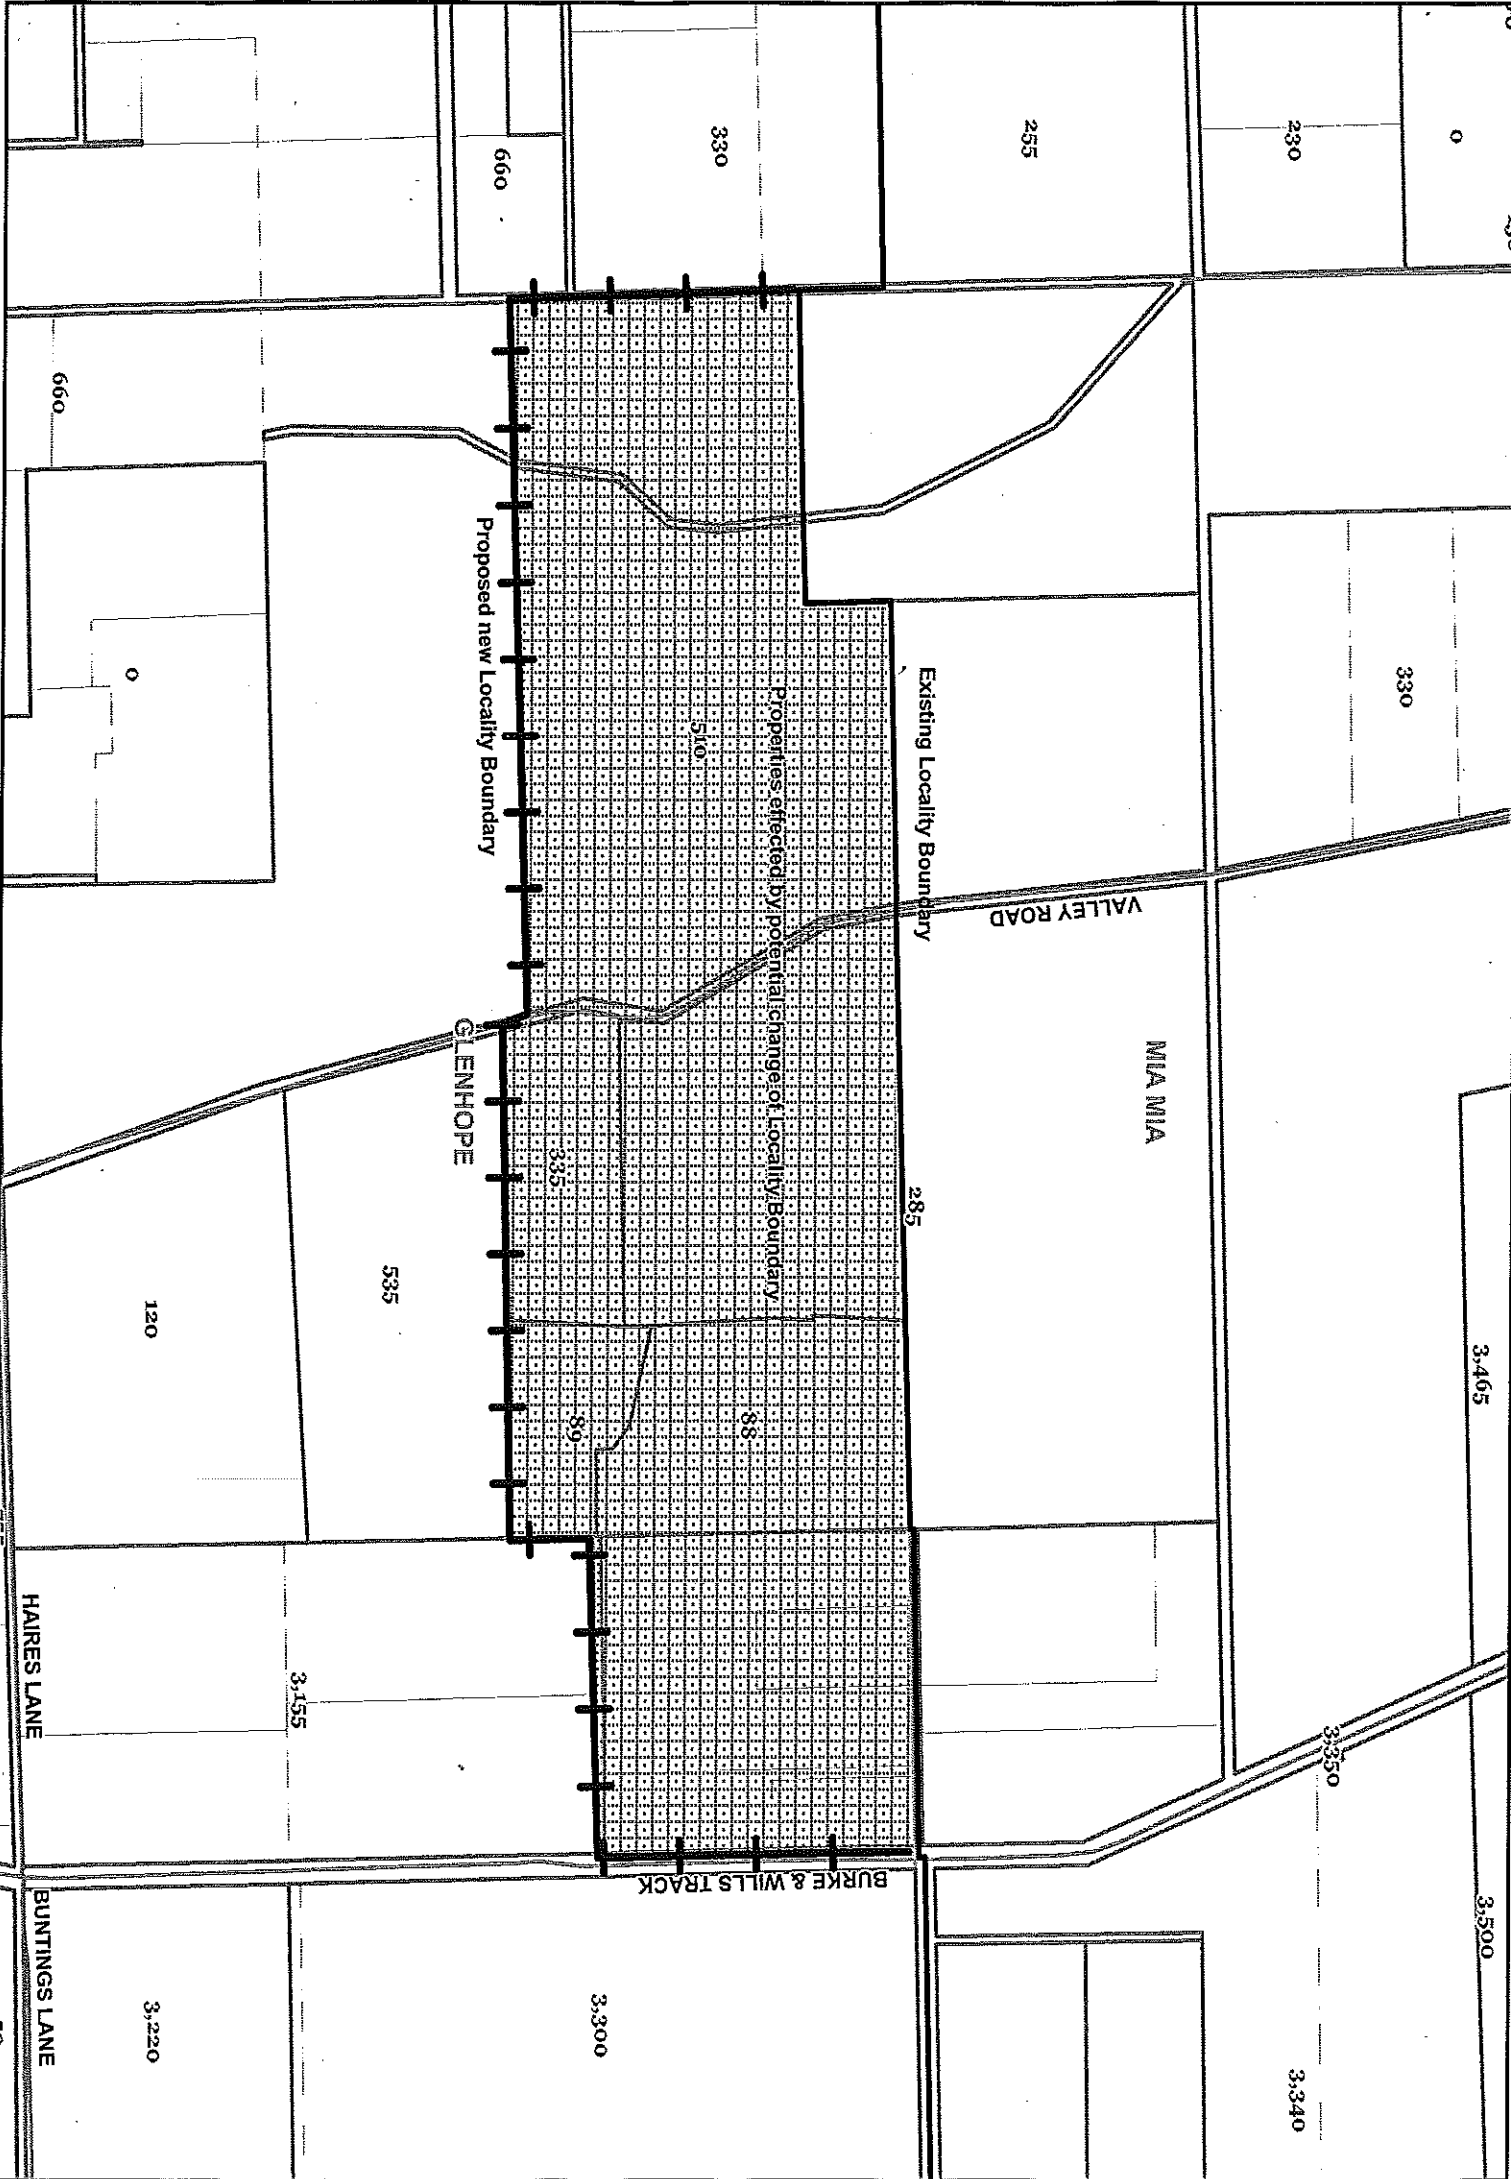 3,465
3,500
0
230
330
3,350
3,340
255
MIA MIA
VALLEY ROAD
Existing Locality Boundary
285
330
Properties effected by potential change of Locality Boundary
510
88
BURKE & WILLS TRACK
660
335
89
3,300
Proposed new Locality Boundary
GLENHOPE
535
3,155
660
0
120
3,220
HAIRES LANE
BUNTINGS LANE